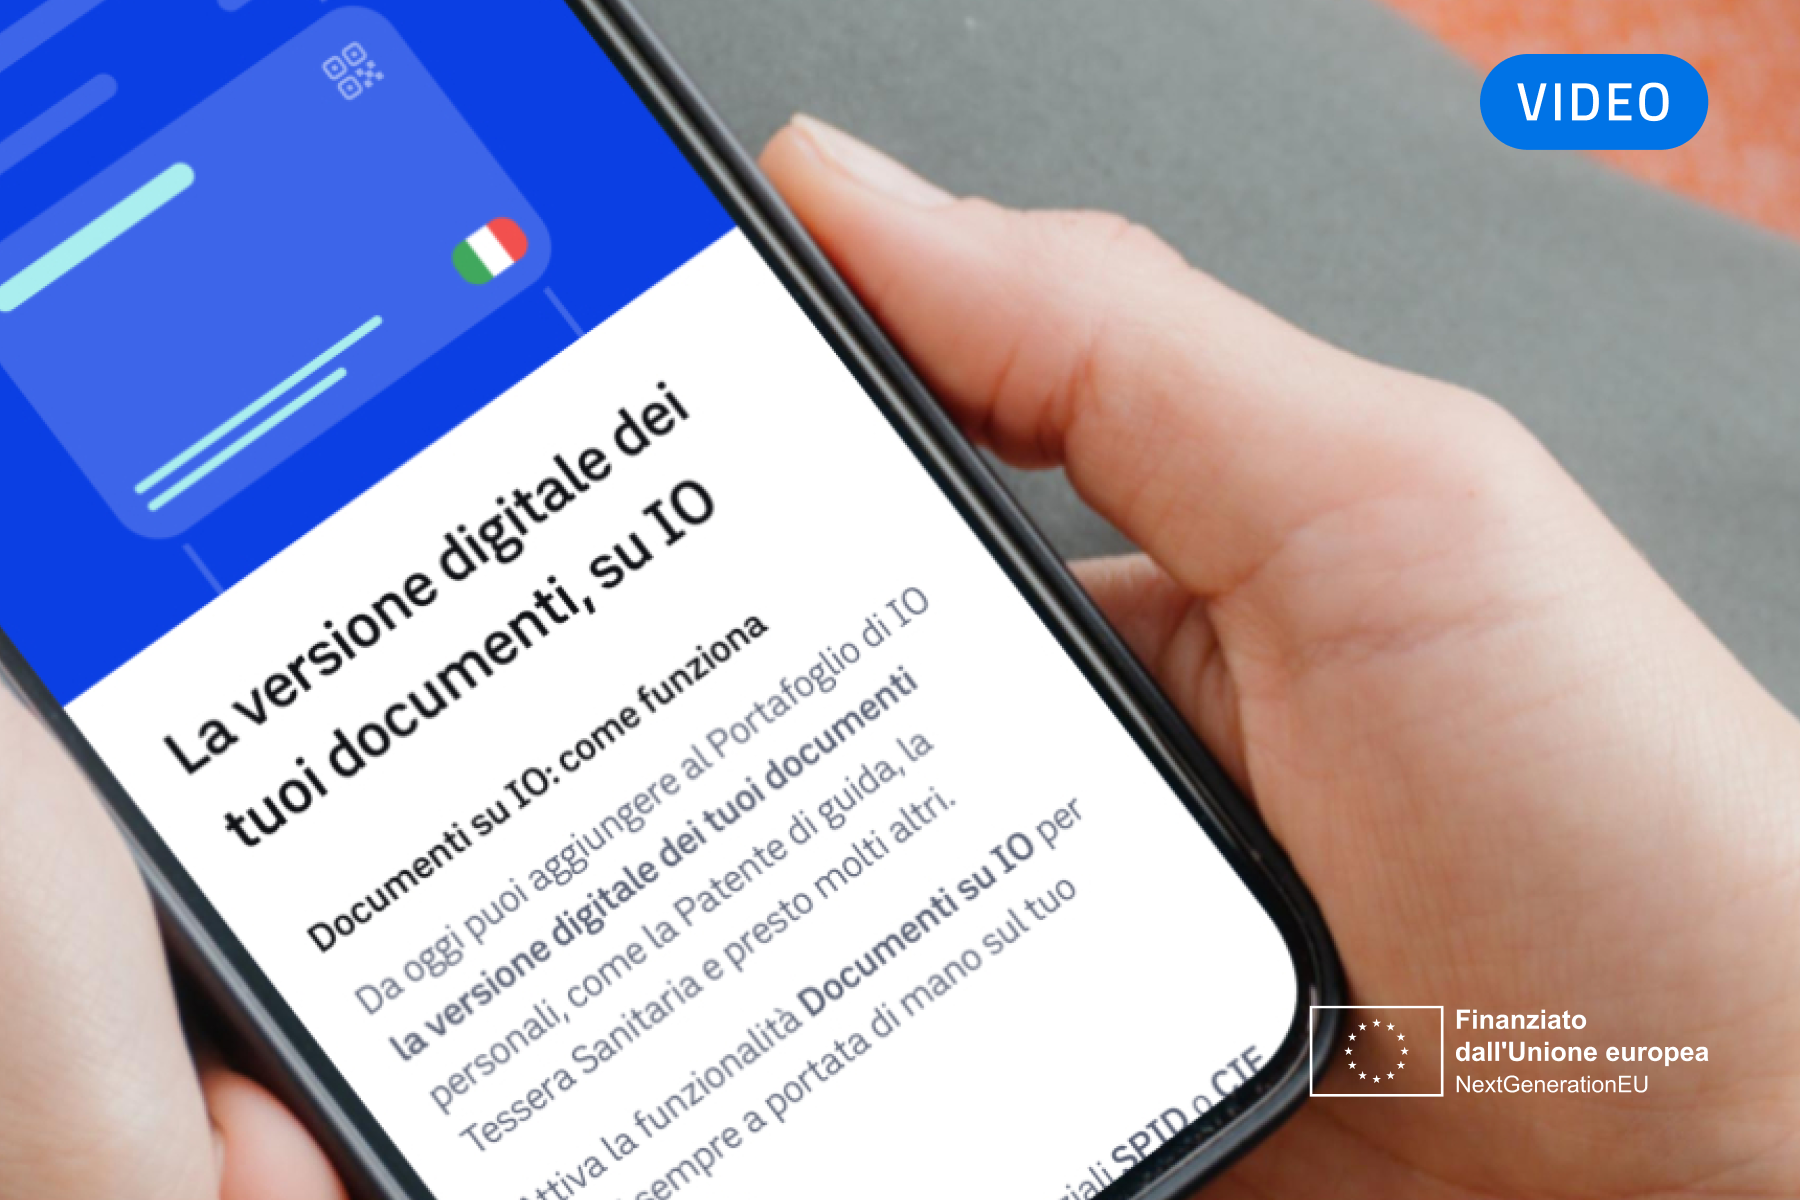 VIDEO
La versione digitale dei
tuoi documenti, su IO
Documenti su IO: come funziona
Da oggi puoi aggiungere al Portafoglio di IO
la versione digitale dei tuoi documenti
personali, come la Patente di guida, la
Tessera Sanitaria e presto molti altri.
Attiva la funzionalità Documenti su IO per
sempre a portata di mano sul tuo
SPID o CIE
Finanziato
dall'Unione europea
NextGenerationEU